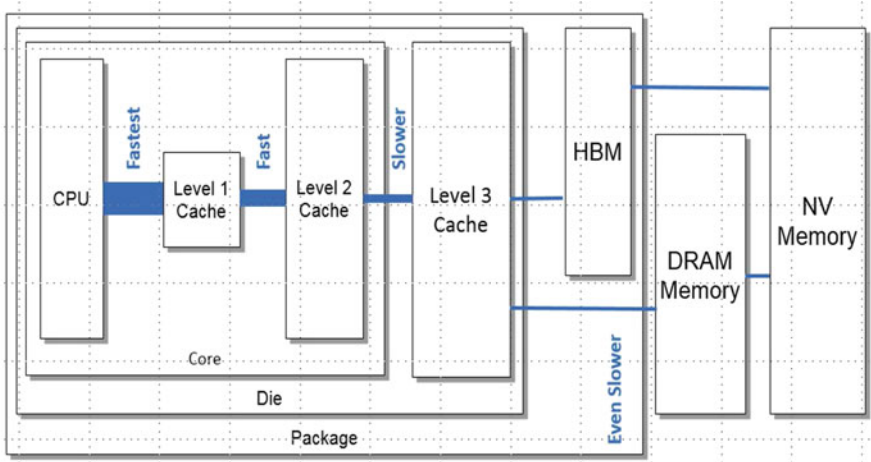 Fastest
Fast
Slower
CPU
Level 1
Cache
Level 2
Cache
Level 3
Cache
HBM
DRAM
Memory
NV
Memory
Core
Die
Package
Even Slower